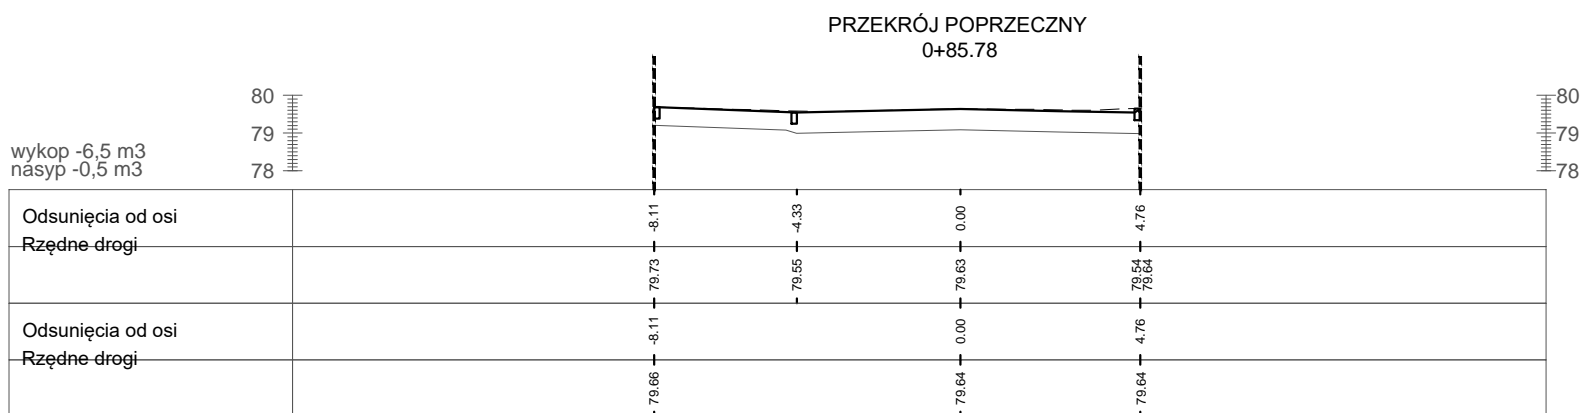 PRZEKRÓJ POPRZECZNY
0+85.78
80
79
78
80
79
78
wykop -6,5 m3
nasyp -0,5 m3
Odsunięcia od osi
-8.11 -4.33 0.00 4.76
Rzędne drogi
79.73 79.55 79.63 79.54 79.64
Odsunięcia od osi
-8.11 0.00 4.76
Rzędne drogi
79.66 79.64 79.64